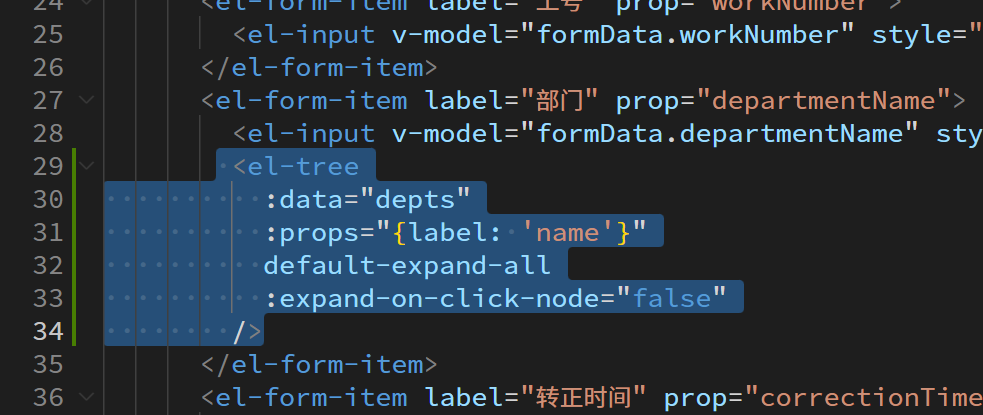 24 <el-form-item label="工号" prop="workNumber">
25 <el-input v-model="formData.workNumber" style="
26 </el-form-item>
27 <el-form-item label="部门" prop="departmentName">
28 <el-input v-model="formData.departmentName" sty
29 <el-tree
30 :data="depts"
31 :props="{label: 'name'}"
32 default-expand-all
33 :expand-on-click-node="false"
34 />
35 </el-form-item>
36 <el-form-item label="转正时间" prop="correctionTime